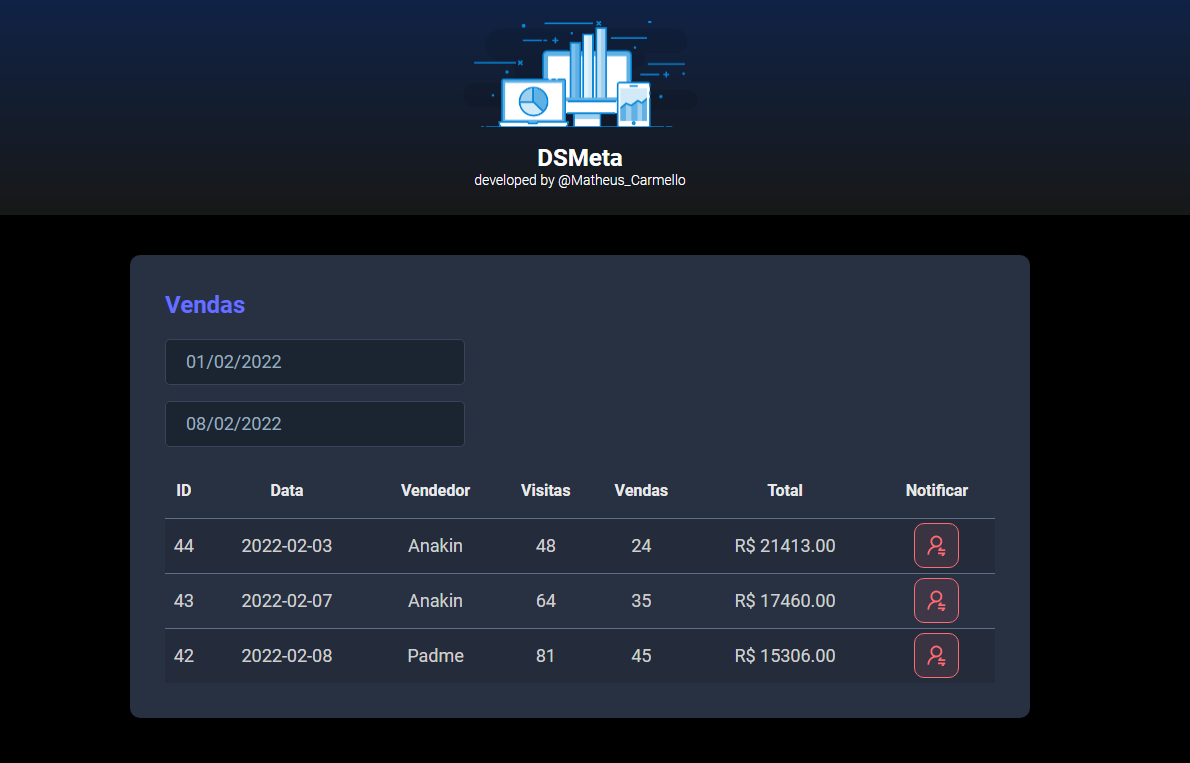 DSMeta
developed by @Matheus_Carmello
Vendas
01/02/2022
08/02/2022
ID Data Vendedor Visitas Vendas Total Notificar
44 2022-02-03 Anakin 48 24 R$ 21413.00
43 2022-02-07 Anakin 64 35 R$ 17460.00
42 2022-02-08 Padme 81 45 R$ 15306.00